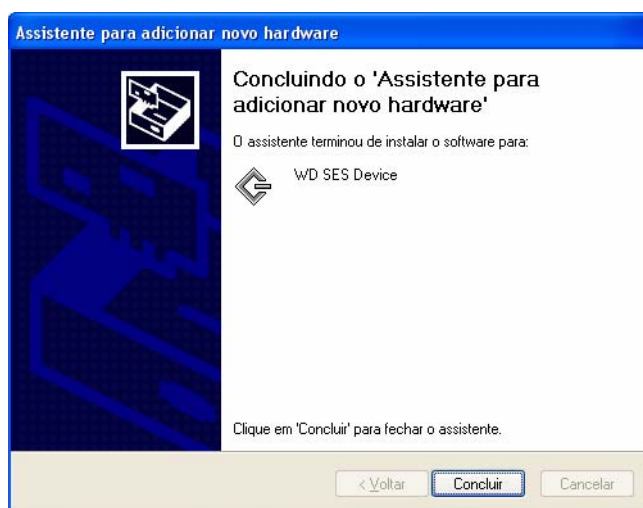 Assistente para adicionar novo hardware
Concluindo o 'Assistente para
adicionar novo hardware'
O assistente terminou de instalar o software para:
WD SES Device
Clique em 'Concluir' para fechar o assistente.
< Voltar
Concluir
Cancelar